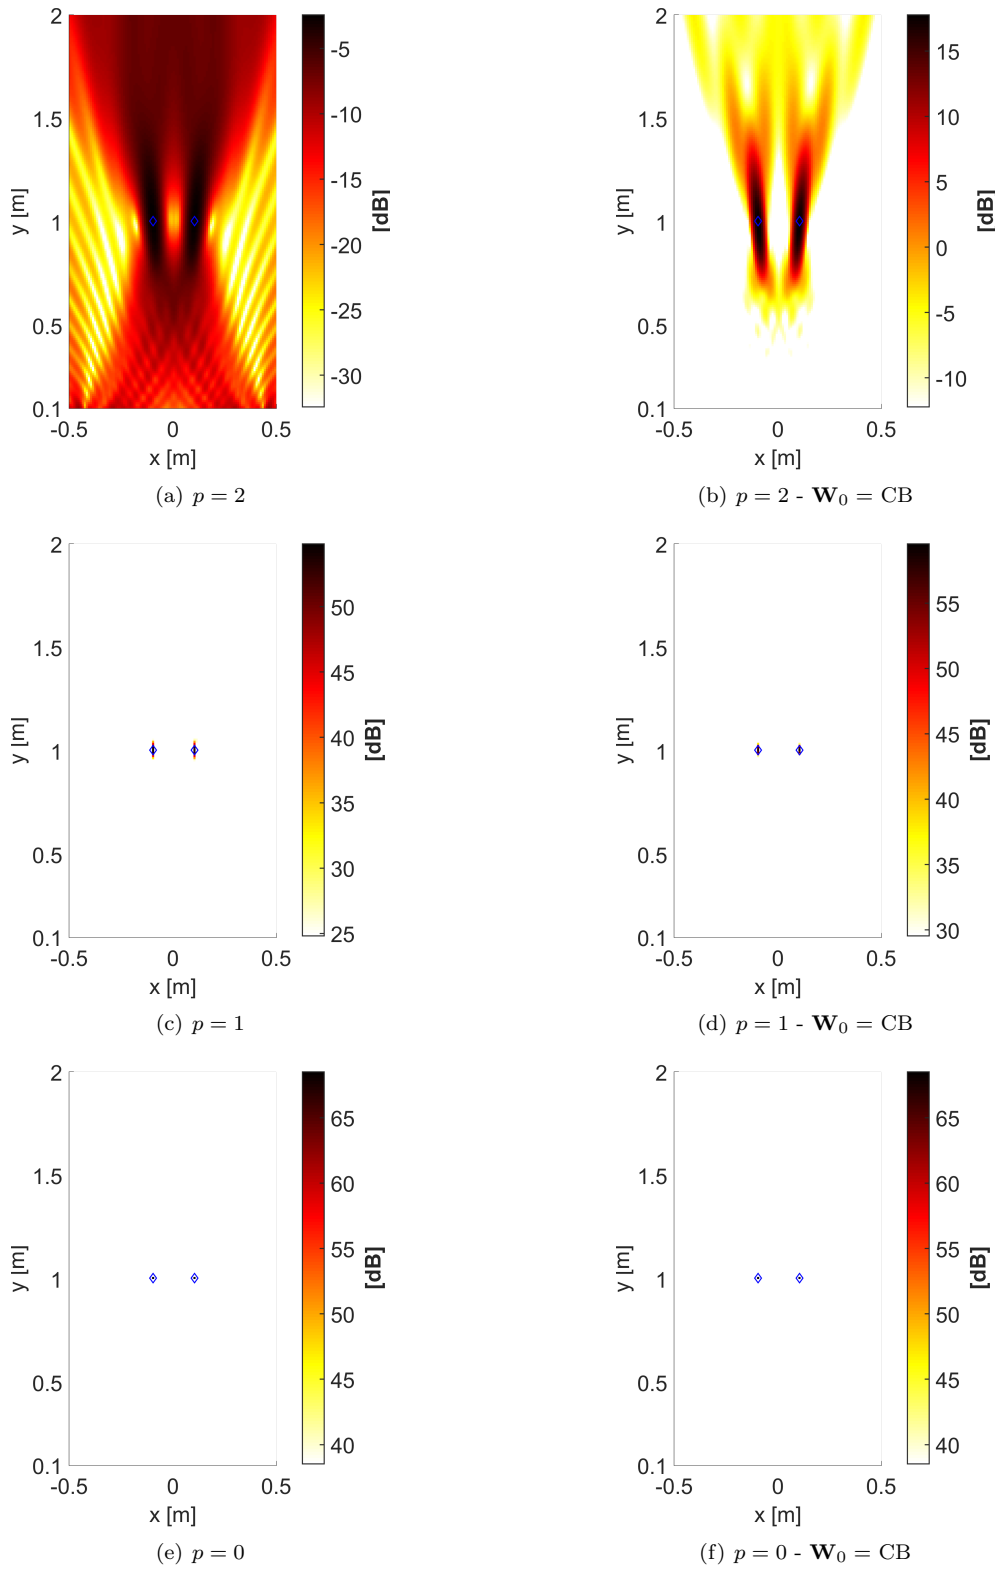 2
1.5
1
0.5
0.1
y [m]
-0.5 0 0.5
x [m]
-5
-10
-15
-20
-25
-30
[dB]
(a) p = 2
2
1.5
1
0.5
0.1
y [m]
-0.5 0 0.5
x [m]
15
10
5
0
-5
-10
[dB]
(b) p = 2 - W₀ = CB
2
1.5
1
0.5
0.1
y [m]
-0.5 0 0.5
x [m]
50
45
40
35
30
25
[dB]
(c) p = 1
2
1.5
1
0.5
0.1
y [m]
-0.5 0 0.5
x [m]
55
50
45
40
35
30
[dB]
(d) p = 1 - W₀ = CB
2
1.5
1
0.5
0.1
y [m]
-0.5 0 0.5
x [m]
65
60
55
50
45
40
[dB]
(e) p = 0
2
1.5
1
0.5
0.1
y [m]
-0.5 0 0.5
x [m]
65
60
55
50
45
40
[dB]
(f) p = 0 - W₀ = CB